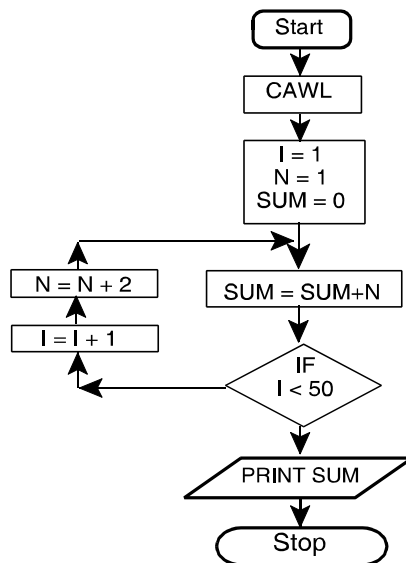 Start
CAWL
I = 1
N = 1
SUM = 0
N = N + 2
SUM = SUM+N
I = I + 1
IF
I < 50
PRINT SUM
Stop